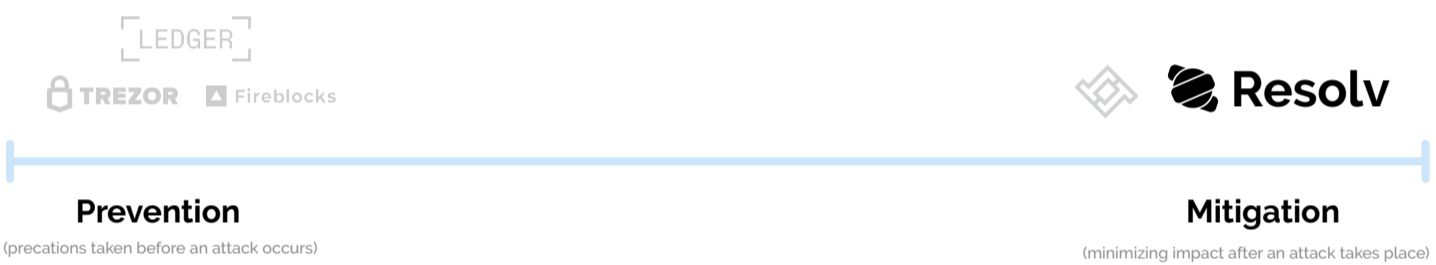 LEDGER
TREZOR Fireblocks
Resolv
Prevention
Mitigation
(precations taken before an attack occurs)
(minimizing impact after an attack takes place)